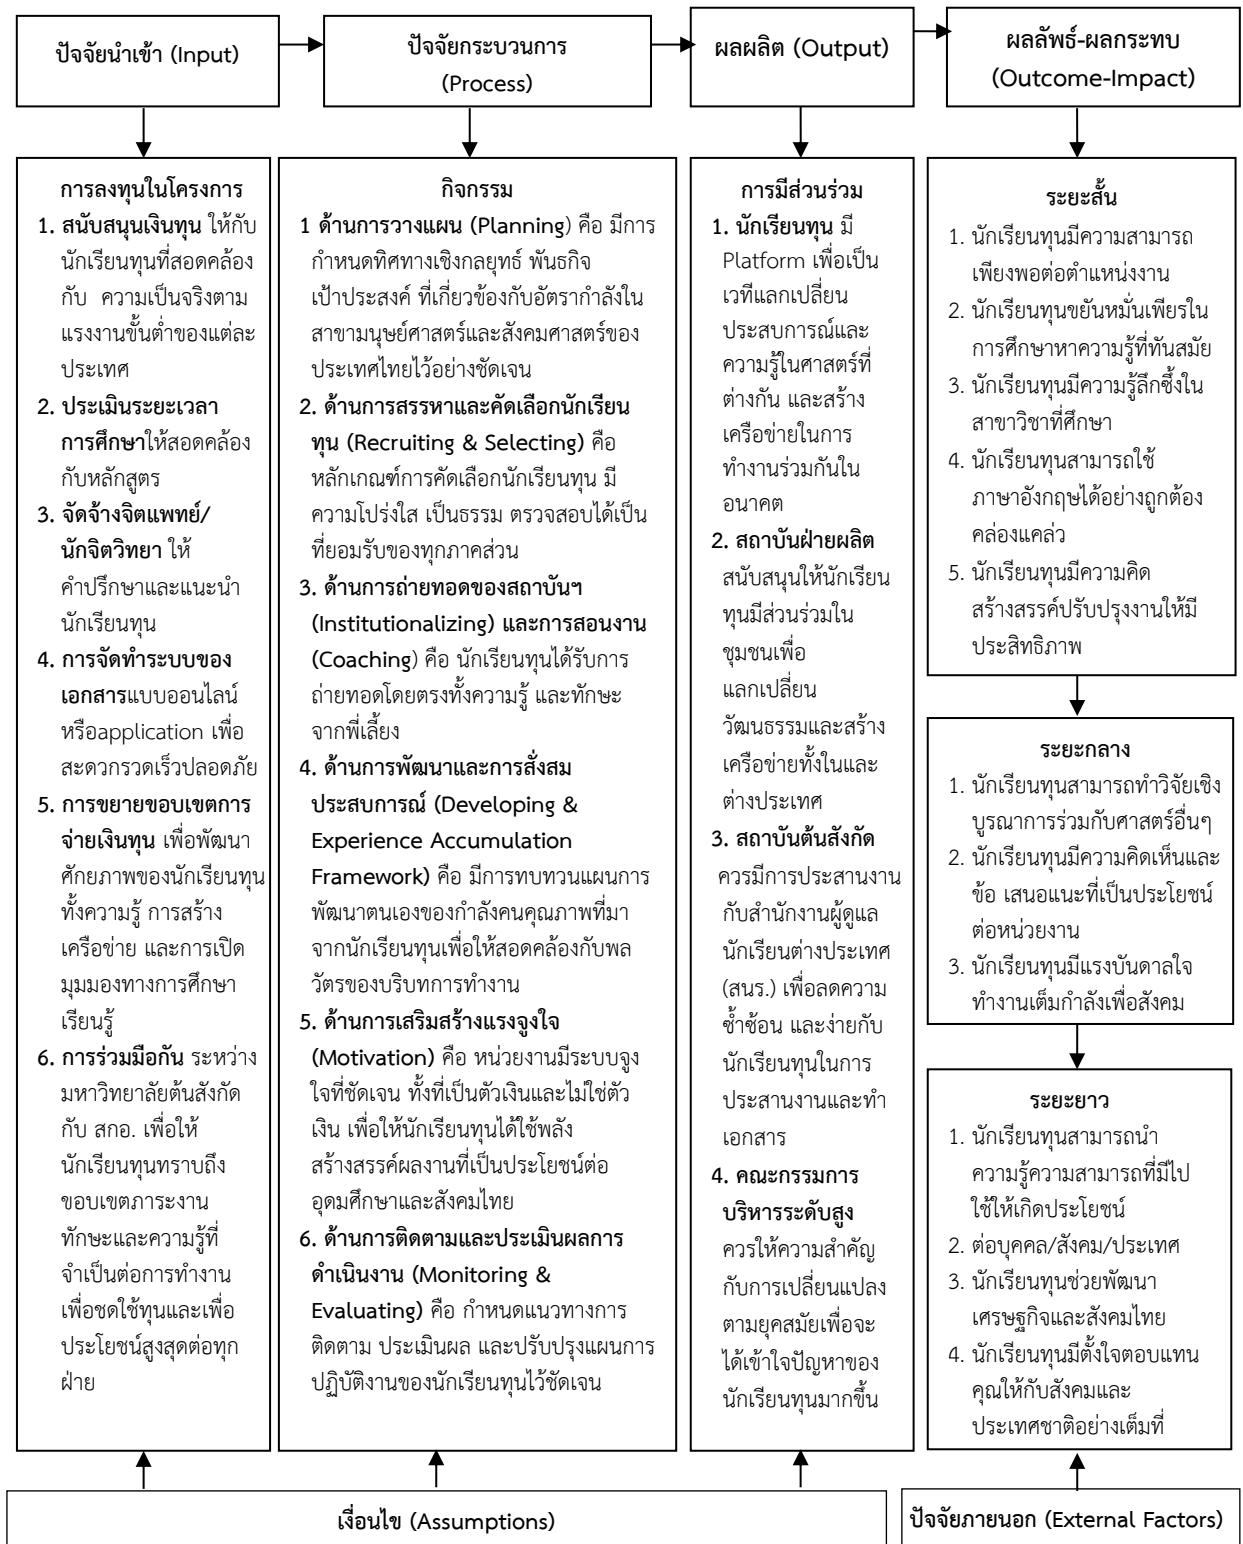 ปัจจัยนำเข้า (Input)
ปัจจัยกระบวนการ
(Process)
ผลผลิต (Output)
ผลลัพธ์-ผลกระทบ
(Outcome-Impact)
การลงทุนในโครงการ
1. สนับสนุนเงินทุน ให้กับ
นักเรียนทุนที่สอดคล้อง
กับ ความเป็นจริงตาม
แรงงานขั้นต่ำของแต่ละ
ประเทศ
2. ประเมินระยะเวลา
การศึกษาให้สอดคล้อง
กับหลักสูตร
3. จัดจ้างจิตแพทย์/
นักจิตวิทยา ให้
คำปรึกษาและแนะนำ
นักเรียนทุน
4. การจัดทำระบบของ
เอกสารแบบออนไลน์
หรือapplication เพื่อ
สะดวกรวดเร็วปลอดภัย
5. การขยายขอบเขตการ
จ่ายเงินทุน เพื่อพัฒนา
ศักยภาพของนักเรียนทุน
ทั้งความรู้ การสร้าง
เครือข่าย และการเปิด
มุมมองทางการศึกษา
เรียนรู้
6. การร่วมมือกัน ระหว่าง
มหาวิทยาลัยต้นสังกัด
กับ สกอ. เพื่อให้
นักเรียนทุนทราบถึง
ขอบเขตภาระงาน
ทักษะและความรู้ที่
จำเป็นต่อการทำงาน
เพื่อชดใช้ทุนและเพื่อ
ประโยชน์สูงสุดต่อทุก
ฝ่าย
กิจกรรม
1 ด้านการวางแผน (Planning) คือ มีการ
กำหนดทิศทางเชิงกลยุทธ์ พันธกิจ
เป้าประสงค์ ที่เกี่ยวข้องกับอัตรากำลังใน
สาขามนุษย์ศาสตร์และสังคมศาสตร์ของ
ประเทศไทยไว้อย่างชัดเจน
2. ด้านการสรรหาและคัดเลือกนักเรียน
ทุน (Recruiting & Selecting) คือ
หลักเกณฑ์การคัดเลือกนักเรียนทุน มี
ความโปร่งใส เป็นธรรม ตรวจสอบได้เป็น
ที่ยอมรับของทุกภาคส่วน
3. ด้านการถ่ายทอดของสถาบันฯ
(Institutionalizing) และการสอนงาน
(Coaching) คือ นักเรียนทุนได้รับการ
ถ่ายทอดโดยตรงทั้งความรู้ และทักษะ
จากพี่เลี้ยง
4. ด้านการพัฒนาและการสั่งสม
ประสบการณ์ (Developing &
Experience Accumulation
Framework) คือ มีการทบทวนแผนการ
พัฒนาตนเองของกำลังคนคุณภาพที่มา
จากนักเรียนทุนเพื่อให้สอดคล้องกับพล
วัตรของบริบทการทำงาน
5. ด้านการเสริมสร้างแรงจูงใจ
(Motivation) คือ หน่วยงานมีระบบจูง
ใจที่ชัดเจน ทั้งที่เป็นตัวเงินและไม่ใช่ตัว
เงิน เพื่อให้นักเรียนทุนได้ใช้พลัง
สร้างสรรค์ผลงานที่เป็นประโยชน์ต่อ
อุดมศึกษาและสังคมไทย
6. ด้านการติดตามและประเมินผลการ
ดำเนินงาน (Monitoring &
Evaluating) คือ กำหนดแนวทางการ
ติดตาม ประเมินผล และปรับปรุงแผนการ
ปฏิบัติงานของนักเรียนทุนไว้ชัดเจน
การมีส่วนร่วม
1. นักเรียนทุน มี
Platform เพื่อเป็น
เวทีแลกเปลี่ยน
ประสบการณ์และ
ความรู้ในศาสตร์ที่
ต่างกัน และสร้าง
เครือข่ายในการ
ทำงานร่วมกันใน
อนาคต
2. สถาบันฝ่ายผลิต
สนับสนุนให้นักเรียน
ทุนมีส่วนร่วมใน
ชุมชนเพื่อ
แลกเปลี่ยน
วัฒนธรรมและสร้าง
เครือข่ายทั้งในและ
ต่างประเทศ
3. สถาบันต้นสังกัด
ควรมีการประสานงาน
กับสำนักงานผู้ดูแล
นักเรียนต่างประเทศ
(สนร.) เพื่อลดความ
ซ้ำซ้อน และง่ายกับ
นักเรียนทุนในการ
ประสานงานและทำ
เอกสาร
4. คณะกรรมการ
บริหารระดับสูง
ควรให้ความสำคัญ
กับการเปลี่ยนแปลง
ตามยุคสมัยเพื่อจะ
ได้เข้าใจปัญหาของ
นักเรียนทุนมากขึ้น
ระยะสั้น
1. นักเรียนทุนมีความสามารถ
เพียงพอต่อตำแหน่งงาน
2. นักเรียนทุนขยันหมั่นเพียรใน
การศึกษาหาความรู้ที่ทันสมัย
3. นักเรียนทุนมีความรู้ลึกซึ้งใน
สาขาวิชาที่ศึกษา
4. นักเรียนทุนสามารถใช้
ภาษาอังกฤษได้อย่างถูกต้อง
คล่องแคล่ว
5. นักเรียนทุนมีความคิด
สร้างสรรค์ปรับปรุงงานให้มี
ประสิทธิภาพ
ระยะกลาง
1. นักเรียนทุนสามารถทำวิจัยเชิง
บูรณาการร่วมกับศาสตร์อื่นๆ
2. นักเรียนทุนมีความคิดเห็นและ
ข้อ เสนอแนะที่เป็นประโยชน์
ต่อหน่วยงาน
3. นักเรียนทุนมีแรงบันดาลใจ
ทำงานเต็มกำลังเพื่อสังคม
ระยะยาว
1. นักเรียนทุนสามารถนำ
ความรู้ความสามารถที่มีไป
ใช้ให้เกิดประโยชน์
2. ต่อบุคคล/สังคม/ประเทศ
3. นักเรียนทุนช่วยพัฒนา
เศรษฐกิจและสังคมไทย
4. นักเรียนทุนมีตั้งใจตอบแทน
คุณให้กับสังคมและ
ประเทศชาติอย่างเต็มที่
เงื่อนไข (Assumptions)
ปัจจัยภายนอก (External Factors)